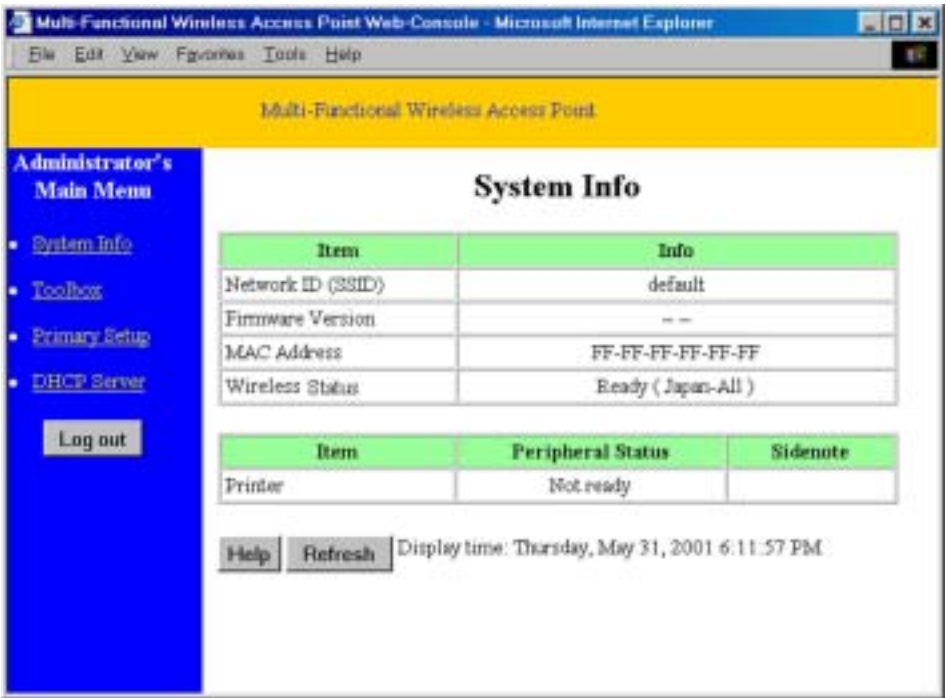 Multi-Functional Wireless Access Point Web-Console - Microsoft Internet Explorer
File Edit View Favorites Tools Help
Multi-Functional Wireless Access Point
Administrator's
Main Menu
System Info
Toolbox
Primary Setup
DHCP Server
Log out
System Info
Item Info
Network ID (SSID) default
Firmware Version -- --
MAC Address FF-FF-FF-FF-FF-FF
Wireless Status Ready ( Japan-All )
Item Peripheral Status Sidenote
Printer Not ready
Help Refresh Display time: Thursday, May 31, 2001 6:11:57 PM